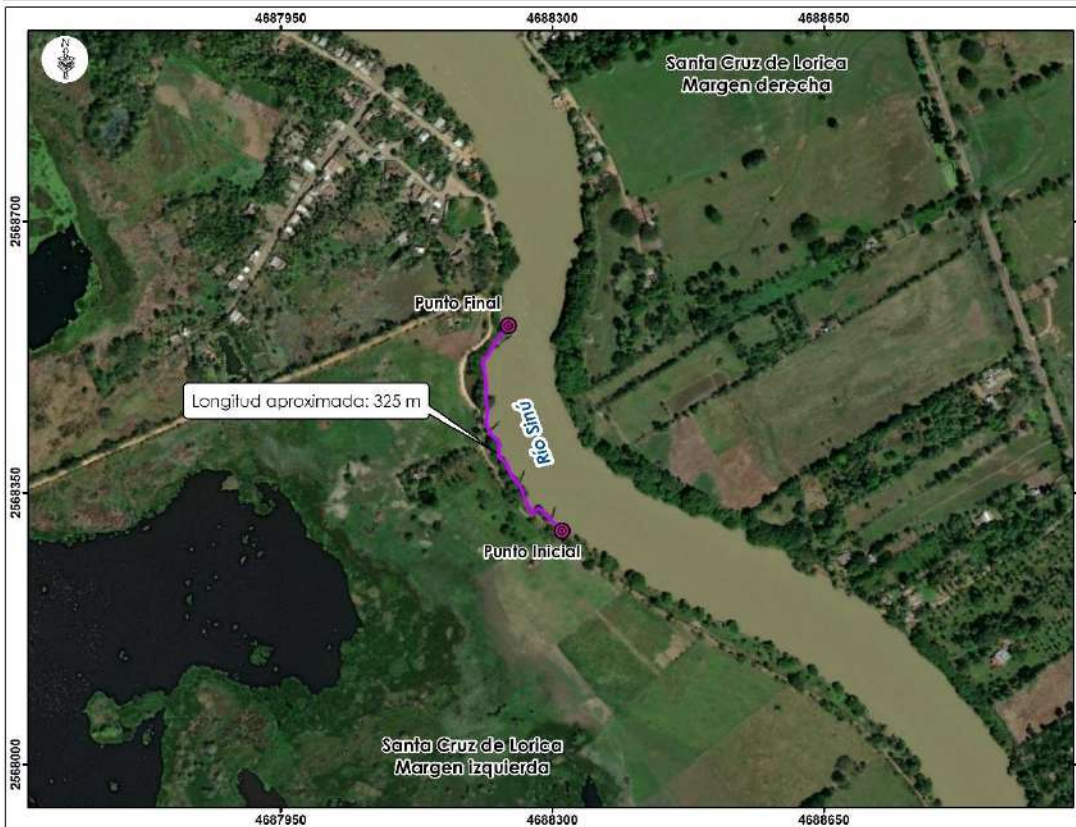 4687950
4688300
4688650
N
Santa Cruz de Lorica
Margen derecha
2568700
Punto Final
Longitud aproximada: 325 m
Río Sinú
2568350
Punto Inicial
Santa Cruz de Lorica
Margen izquierda
2568000
4687950
4688300
4688650